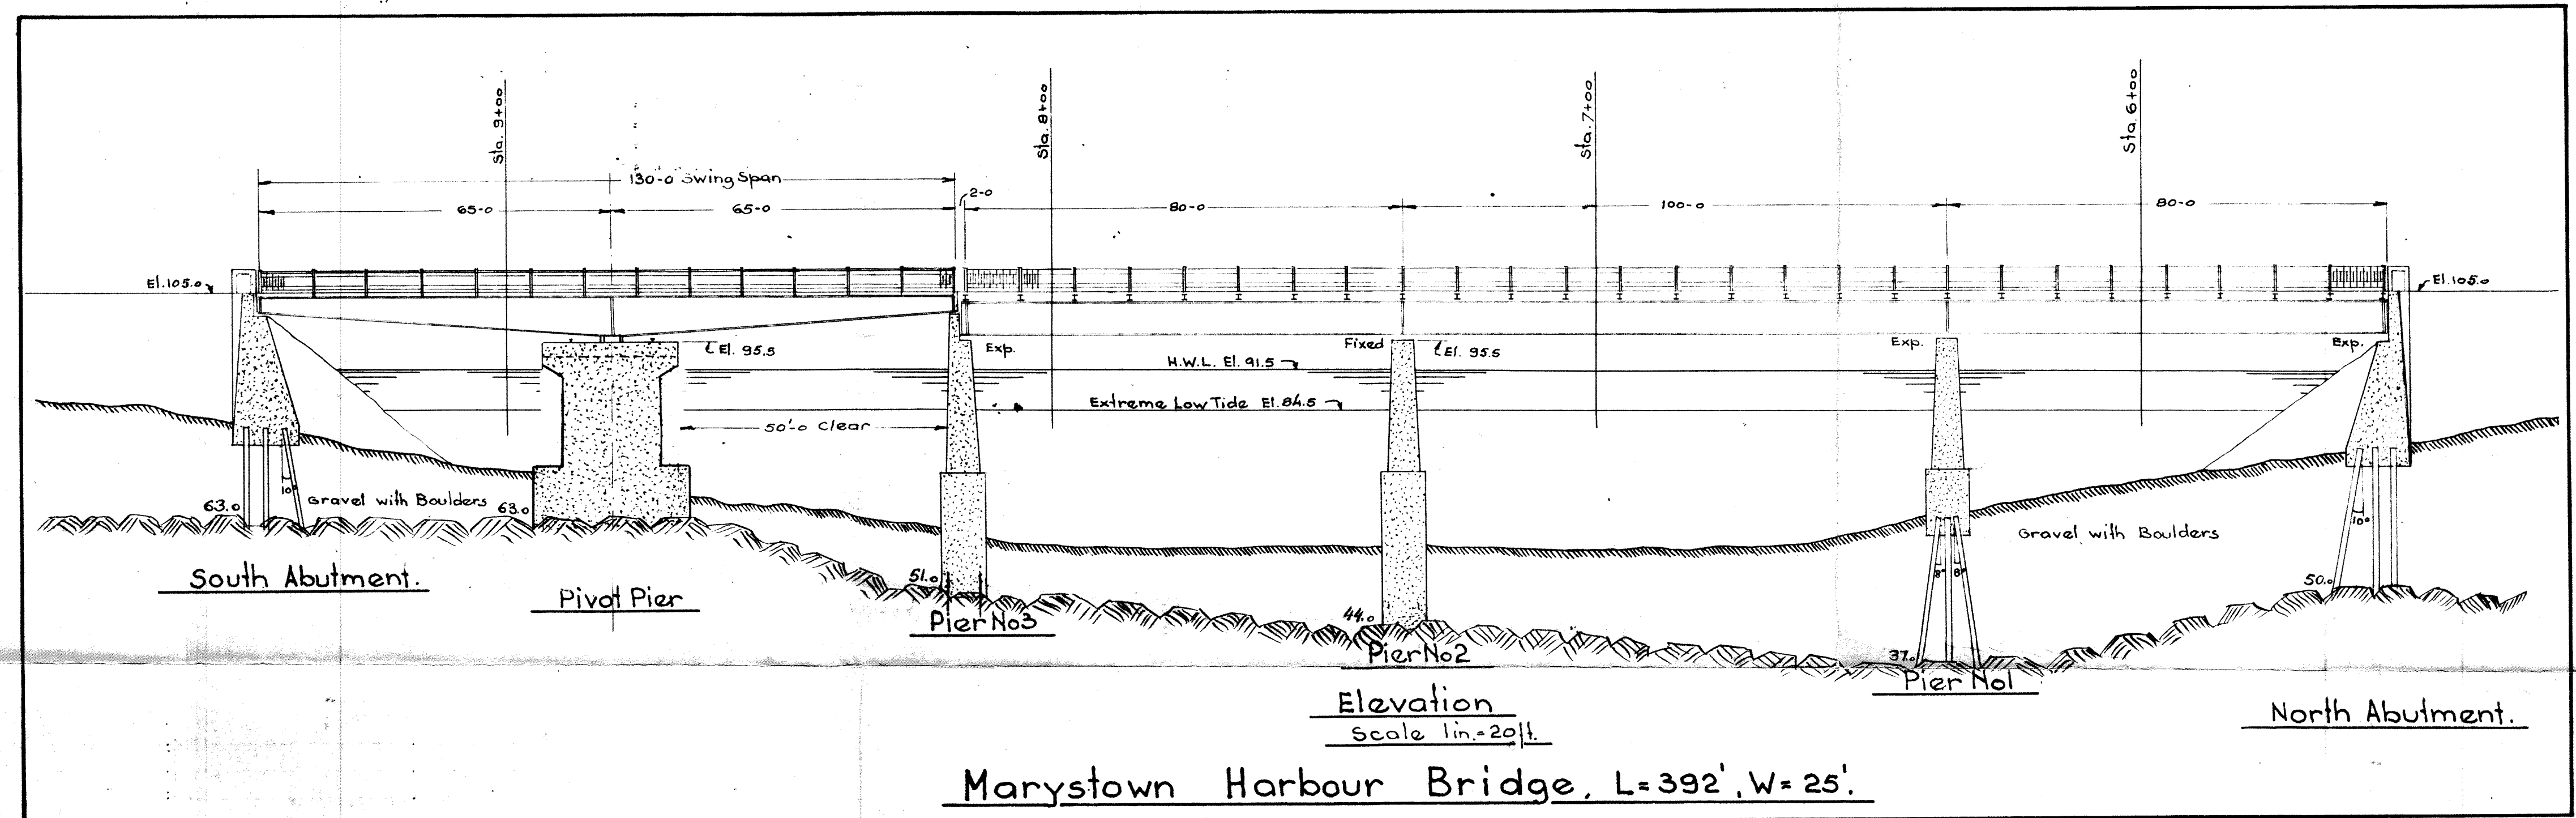 Sta. 9+00
Sta. 8+00
Sta. 7+00
Sta. 6+00
130-0 Swing Span
2-0
65-0
65-0
80-0
100-0
80-0
El. 105.0
El. 105.0
El. 95.5
Exp.
Fixed
El. 95.5
Exp.
Exp.
H.W.L. El. 91.5
Extreme Low Tide El. 84.5
50'-0 Clear
10°
Gravel with Boulders
63.0
63.0
10°
Gravel with Boulders
8°
8°
51.0
50.0
44.0
37.0
South Abutment.
Pivot Pier
Pier No3
Pier No2
Pier No1
North Abutment.
Elevation
Scale 1in.=20ft.
Marystown Harbour Bridge, L=392', W=25'.